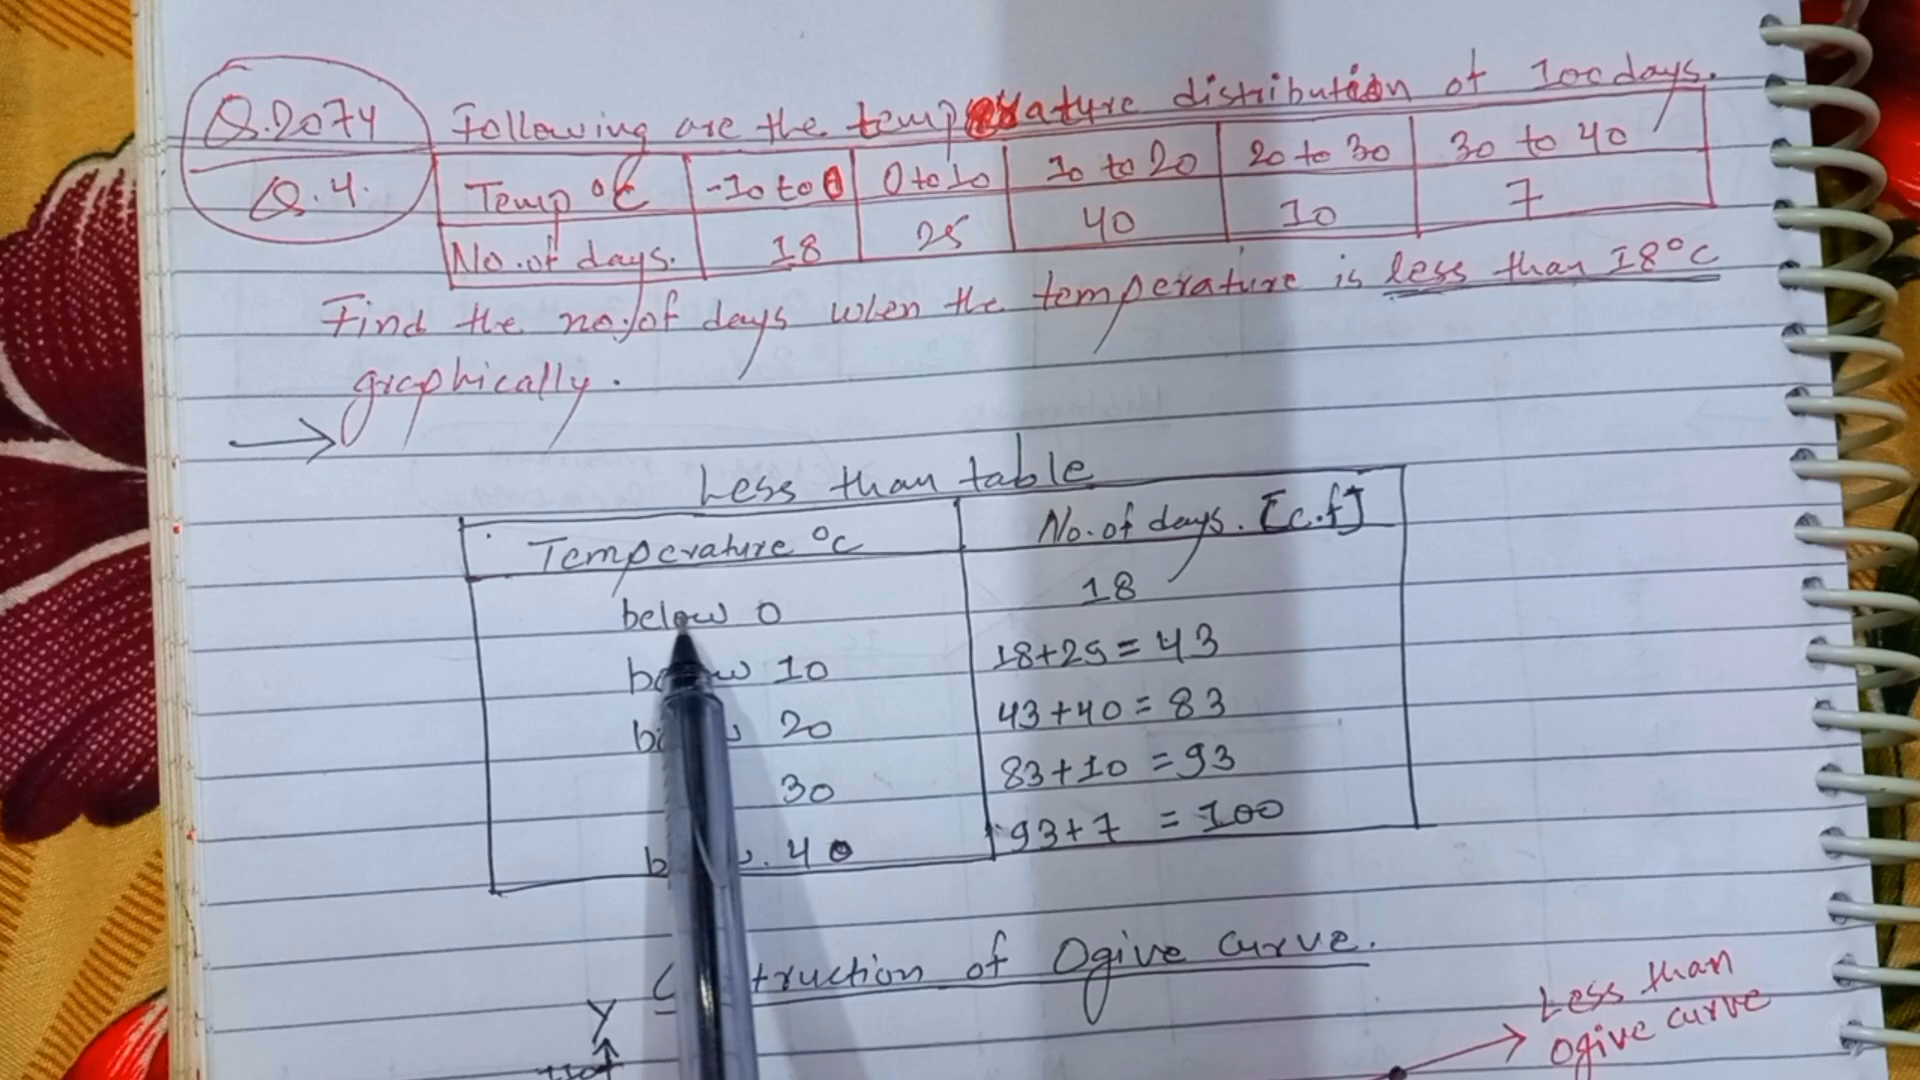 Q.2074
Q.4.
Following are the temperature distribution of 100 days.
Temp °C -10 to 0 0 to 10 10 to 20 20 to 30 30 to 40
No. of days. 18 25 40 10 7
Find the no. of days when the temperature is less than 18°C
graphically.
Less than table
Temperature °C No. of days. [c.f]
below 0 18
below 10 18+25 = 43
20 43+40 = 83
30 83+10 = 93
40 93+7 = 100
of Ogive curve.
Less than
Ogive curve
Y